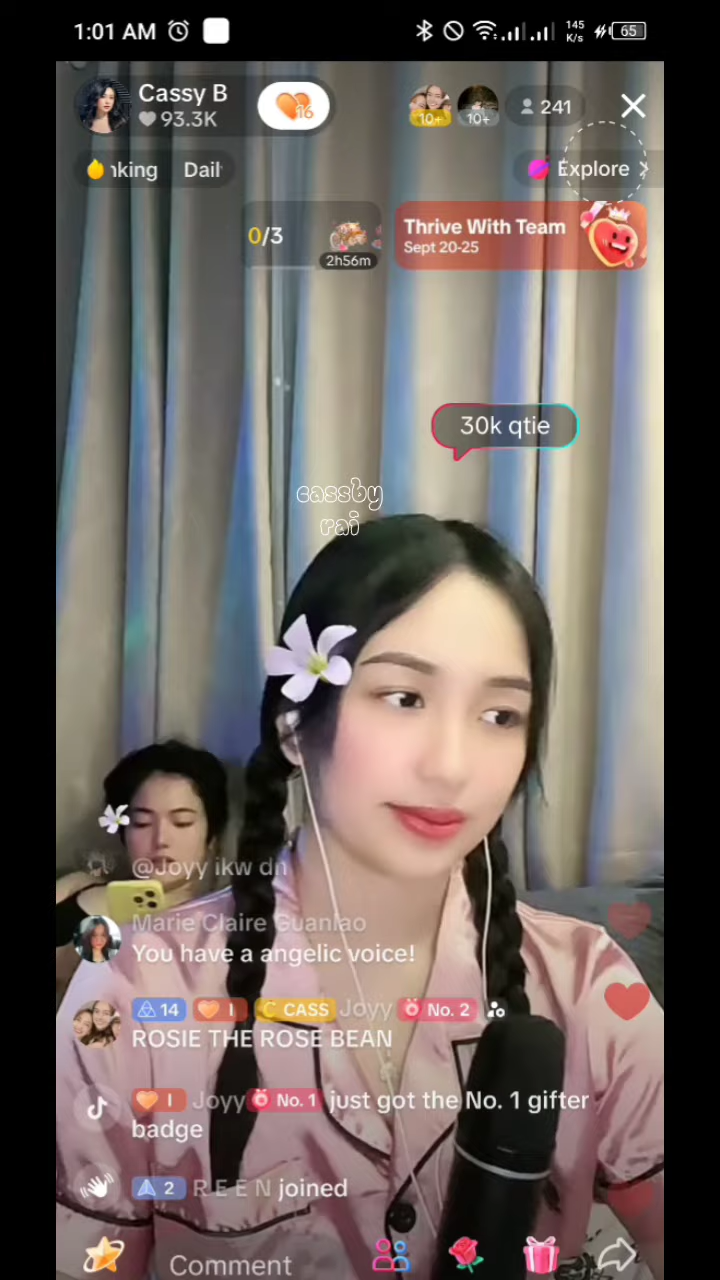 1:01 AM
145
K/s
65
Cassy B
93.3K
16
10+
10+
241
nking
Dail
Explore
0/3
2h56m
Thrive With Team
Sept 20-25
30k qtie
cassby
rai
@Joyy ikw dn
Marie Claire Guanlao
You have a angelic voice!
14 I C CASS Joyy No. 2
ROSIE THE ROSE BEAN
I Joyy No. 1 just got the No. 1 gifter
badge
2 R E E N joined
Comment